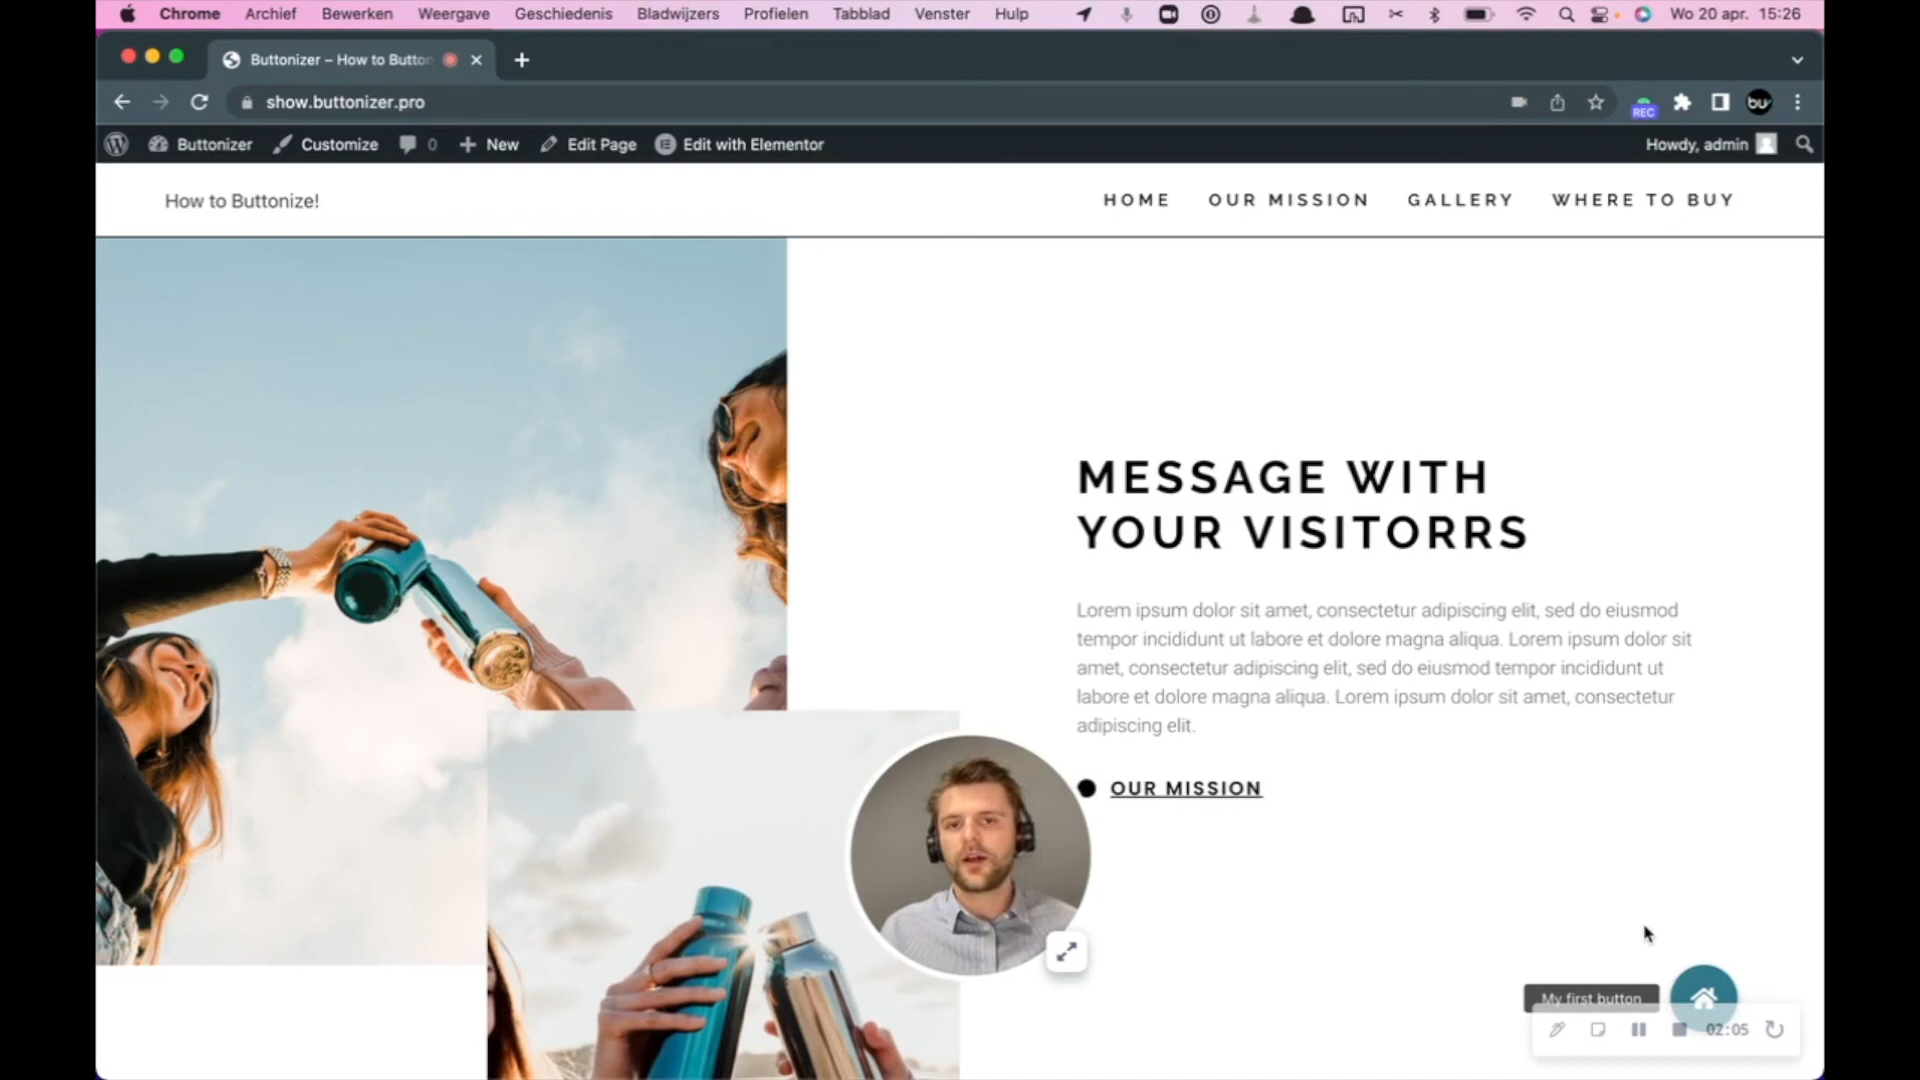 Chrome Archief Bewerken Weergave Geschiedenis Bladwijzers Profielen Tabblad Venster Hulp Wo 20 apr. 15:26
Buttonizer – How to Button
show.buttonizer.pro
REC
bu
Buttonizer Customize 0 New Edit Page Edit with Elementor Howdy, admin
How to Buttonize! HOME OUR MISSION GALLERY WHERE TO BUY
MESSAGE WITH
YOUR VISITORRS
Lorem ipsum dolor sit amet, consectetur adipiscing elit, sed do eiusmod
tempor incididunt ut labore et dolore magna aliqua. Lorem ipsum dolor sit
amet, consectetur adipiscing elit, sed do eiusmod tempor incididunt ut
labore et dolore magna aliqua. Lorem ipsum dolor sit amet, consectetur
adipiscing elit.
OUR MISSION
My first button
02:05